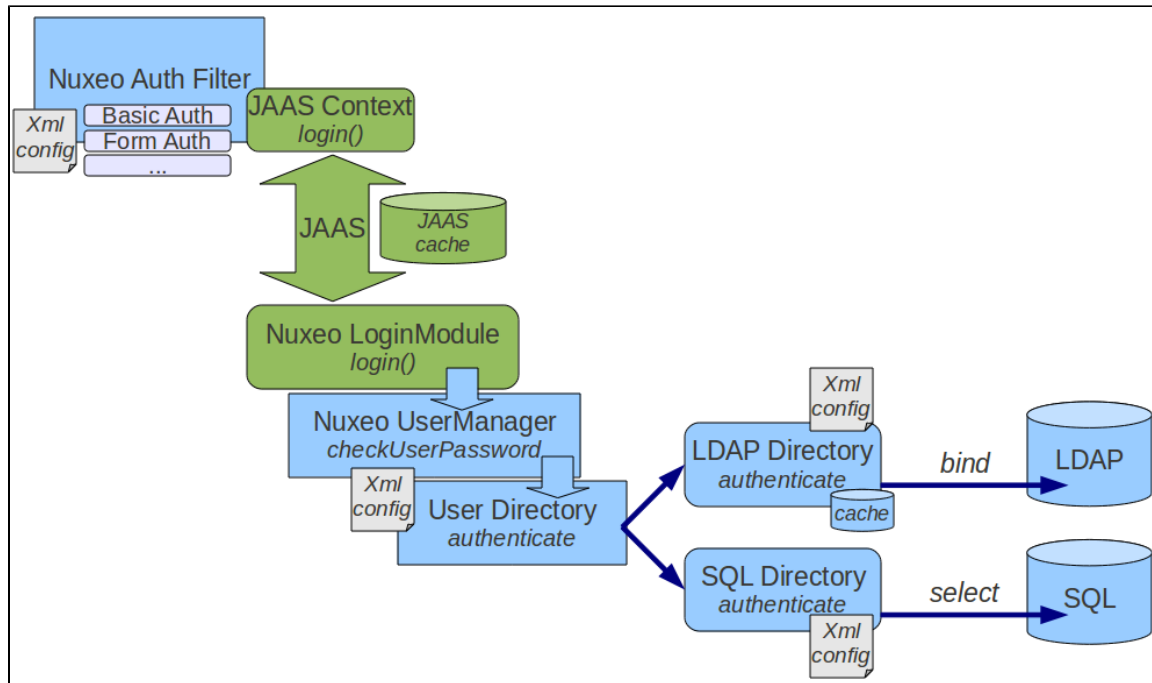 Nuxeo Auth Filter
Xml
config
Basic Auth
Form Auth
...
JAAS Context
login()
JAAS
JAAS
cache
Nuxeo LoginModule
login()
Nuxeo UserManager
checkUserPassword
Xml
config
User Directory
authenticate
Xml
config
LDAP Directory
authenticate
cache
bind
LDAP
SQL Directory
authenticate
Xml
config
select
SQL